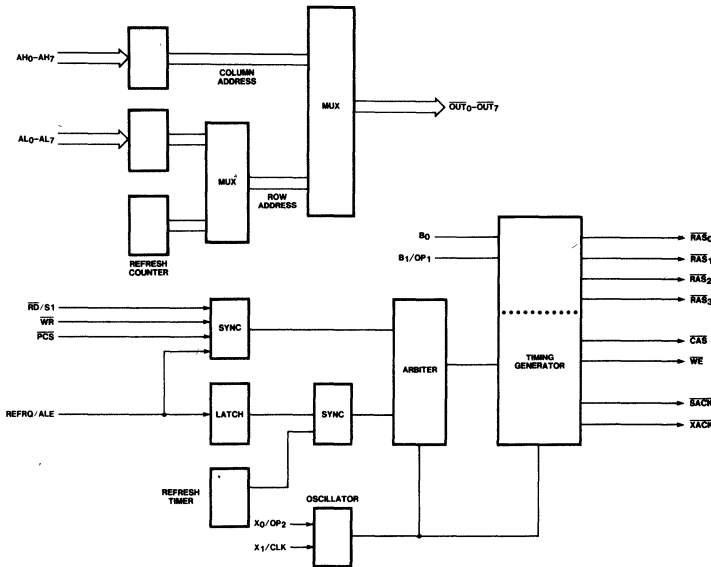 AH0–AH7
COLUMN
ADDRESS
MUX
OUT0–OUT7
AL0–AL7
MUX
ROW
ADDRESS
REFRESH
COUNTER
B0
B1/OP1
RAS0
RAS1
RAS2
RAS3
RD/S1
WR
PCS
SYNC
ARBITER
TIMING
GENERATOR
CAS
WE
REFRQ/ALE
LATCH
SYNC
SACK
XACK
REFRESH
TIMER
OSCILLATOR
X0/OP2
X1/CLK